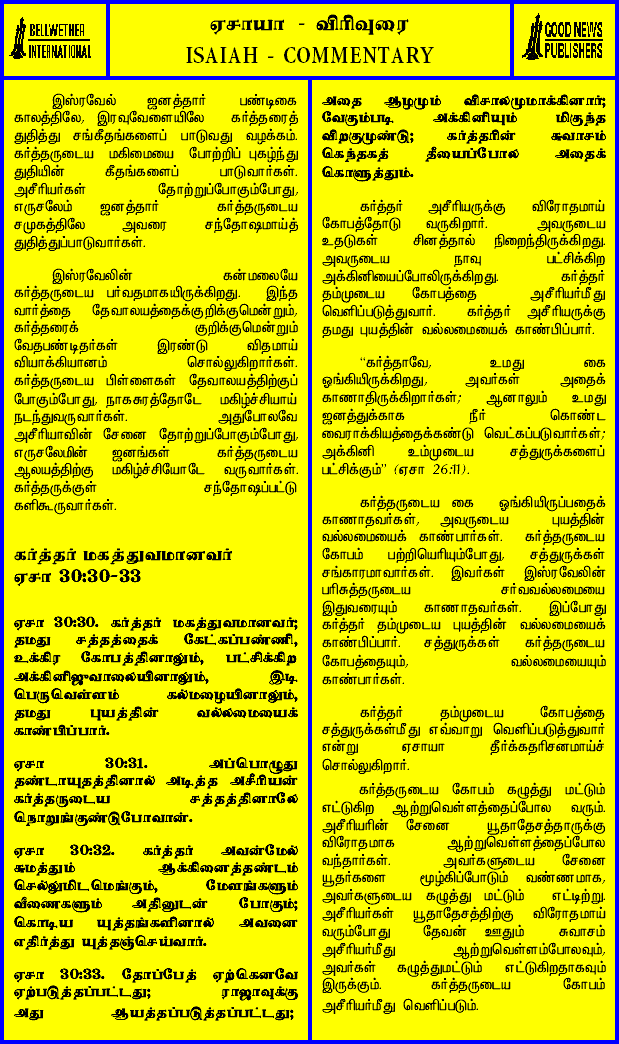 BELLWETHER
INTERNATIONAL
ஏசாயா - விரிவுரை
ISAIAH - COMMENTARY
GOOD NEWS
PUBLISHERS
இஸ்ரவேல் ஜனத்தார் பண்டிகை
காலத்திலே, இரவுவேளையிலே கர்த்தரைத்
துதித்து சங்கீதங்களைப் பாடுவது வழக்கம்.
கர்த்தருடைய மகிமையை போற்றிப் புகழ்ந்து
துதியின் கீதங்களைப் பாடுவார்கள்.
அசீரியர்கள் தோற்றுப்போகும்போது,
எருசலேம் ஜனத்தார் கர்த்தருடைய
சமுகத்திலே அவரை சந்தோஷமாய்த்
துதித்துப்பாடுவார்கள்.
இஸ்ரவேலின் கன்மலையே
கர்த்தருடைய பர்வதமாகயிருக்கிறது. இந்த
வார்த்தை தேவாலயத்தைக்குறிக்குமென்றும்,
கர்த்தரைக் குறிக்குமென்றும்
வேதபண்டிதர்கள் இரண்டு விதமாய்
வியாக்கியானம் சொல்லுகிறார்கள்.
கர்த்தருடைய பிள்ளைகள் தேவாலயத்திற்குப்
போகும்போது, நாகசுரத்தோடே மகிழ்ச்சியாய்
நடந்துவருவார்கள். அதுபோலவே
அசீரியாவின் சேனை தோற்றுப்போகும்போது,
எருசலேமின் ஜனங்கள் கர்த்தருடைய
ஆலயத்திற்கு மகிழ்ச்சியோடே வருவார்கள்.
கர்த்தருக்குள் சந்தோஷப்பட்டு
களிகூருவார்கள்.
கர்த்தர் மகத்துவமானவர்
ஏசா 30:30-33
ஏசா 30:30. கர்த்தர் மகத்துவமானவர்;
தமது சத்தத்தைக் கேட்கப்பண்ணி,
உக்கிர கோபத்தினாலும், பட்சிக்கிற
அக்கினிஜுவாலையினாலும், இடி
பெருவெள்ளம் கல்மழையினாலும்,
தமது புயத்தின் வல்லமையைக்
காண்பிப்பார்.
ஏசா 30:31. அப்பொழுது
தண்டாயுதத்தினால் அடித்த அசீரியன்
கர்த்தருடைய சத்தத்தினாலே
நொறுங்குண்டுபோவான்.
ஏசா 30:32. கர்த்தர் அவன்மேல்
சுமத்தும் ஆக்கினைத்தண்டம்
செல்லுமிடமெங்கும், மேளங்களும்
வீணைகளும் அதினுடன் போகும்;
கொடிய யுத்தங்களினால் அவனை
எதிர்த்து யுத்தஞ்செய்வார்.
ஏசா 30:33. தோப்பேத் ஏற்கெனவே
ஏற்படுத்தப்பட்டது; ராஜாவுக்கு
அது ஆயத்தப்படுத்தப்பட்டது;
அதை ஆழமும் விசாலமுமாக்கினார்;
வேகும்படி அக்கினியும் மிகுந்த
விறகுமுண்டு; கர்த்தரின் சுவாசம்
கெந்தகத் தீயைப்போல் அதைக்
கொளுத்தும்.
கர்த்தர் அசீரியருக்கு விரோதமாய்
கோபத்தோடு வருகிறார். அவருடைய
உதடுகள் சினத்தால் நிறைந்திருக்கிறது.
அவருடைய நாவு பட்சிக்கிற
அக்கினியைப்போலிருக்கிறது. கர்த்தர்
தம்முடைய கோபத்தை அசீரியர்மீது
வெளிப்படுத்துவார். கர்த்தர் அசீரியருக்கு
தமது புயத்தின் வல்லமையைக் காண்பிப்பார்.
“கர்த்தாவே, உமது கை
ஓங்கியிருக்கிறது, அவர்கள் அதைக்
காணாதிருக்கிறார்கள்; ஆனாலும் உமது
ஜனத்துக்காக நீர் கொண்ட
வைராக்கியத்தைக்கண்டு வெட்கப்படுவார்கள்;
அக்கினி உம்முடைய சத்துருக்களைப்
பட்சிக்கும்” (ஏசா 26:11).
கர்த்தருடைய கை ஓங்கியிருப்பதைக்
காணாதவர்கள், அவருடைய புயத்தின்
வல்லமையைக் காண்பார்கள். கர்த்தருடைய
கோபம் பற்றியெரியும்போது, சத்துருக்கள்
சங்காரமாவார்கள். இவர்கள் இஸ்ரவேலின்
பரிசுத்தருடைய சர்வவல்லமையை
இதுவரையும் காணாதவர்கள். இப்போது
கர்த்தர் தம்முடைய புயத்தின் வல்லமையைக்
காண்பிப்பார். சத்துருக்கள் கர்த்தருடைய
கோபத்தையும், வல்லமையையும்
காண்பார்கள்.
கர்த்தர் தம்முடைய கோபத்தை
சத்துருக்கள்மீது எவ்வாறு வெளிப்படுத்துவார்
என்று ஏசாயா தீர்க்கதரிசனமாய்ச்
சொல்லுகிறார்.
கர்த்தருடைய கோபம் கழுத்து மட்டும்
எட்டுகிற ஆற்றுவெள்ளத்தைப்போல வரும்.
அசீரியரின் சேனை யூதாதேசத்தாருக்கு
விரோதமாக ஆற்றுவெள்ளத்தைப்போல
வந்தார்கள். அவர்களுடைய சேனை
யூதர்களை மூழ்கிப்போடும் வண்ணமாக,
அவர்களுடைய கழுத்து மட்டும் எட்டிற்று.
அசீரியர்கள் யூதாதேசத்திற்கு விரோதமாய்
வரும்போது தேவன் ஊதும் சுவாசம்
அசீரியர்மீது ஆற்றுவெள்ளம்போலவும்,
அவர்கள் கழுத்துமட்டும் எட்டுகிறதாகவும்
இருக்கும். கர்த்தருடைய கோபம்
அசீரியர்மீது வெளிப்படும்.